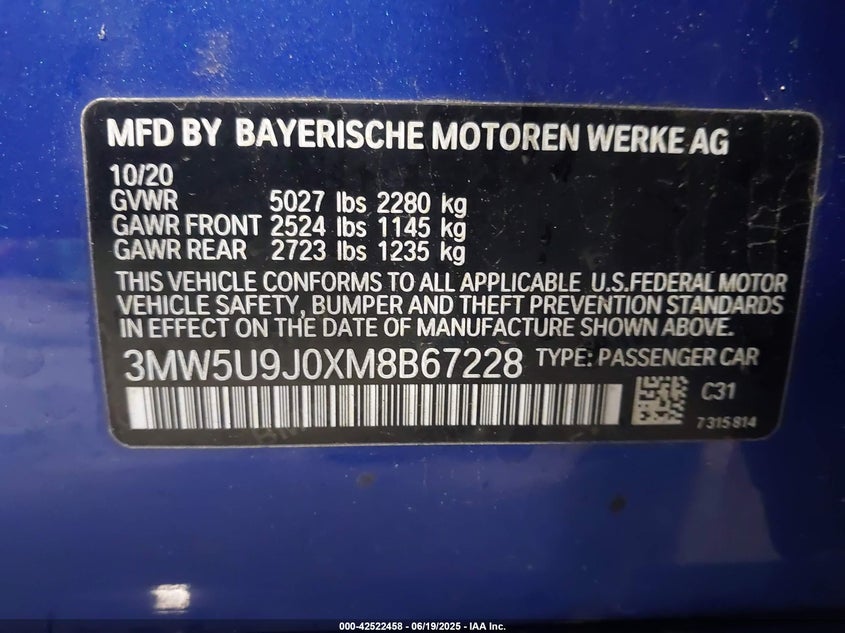 MFD BY BAYERISCHE MOTOREN WERKE AG
10/20
GVWR 5027 lbs 2280 kg
GAWR FRONT 2524 lbs 1145 kg
GAWR REAR 2723 lbs 1235 kg
THIS VEHICLE CONFORMS TO ALL APPLICABLE U.S.FEDERAL MOTOR
VEHICLE SAFETY, BUMPER AND THEFT PREVENTION STANDARDS
IN EFFECT ON THE DATE OF MANUFACTURE SHOWN ABOVE.
3MW5U9J0XM8B67228 TYPE: PASSENGER CAR
C31
7 315 814
000-42522458 - 06/19/2025 - IAA Inc.